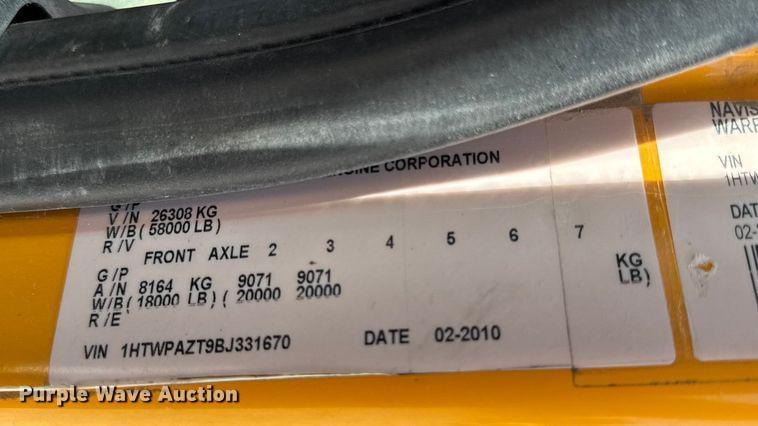 ENGINE CORPORATION
G/P
V/N 26308 KG
W/B ( 58000 LB)
R/V
FRONT AXLE 2 3 4 5 6 7
G/P
A/N 8164 KG 9071 9071 KG
W/B (18000 LB) ( 20000 20000 LB)
R/E
VIN 1HTWPAZT9BJ331670 DATE 02-2010
NAVIS
WARR
VIN
1HTW
DAT
02-
Purple Wave Auction